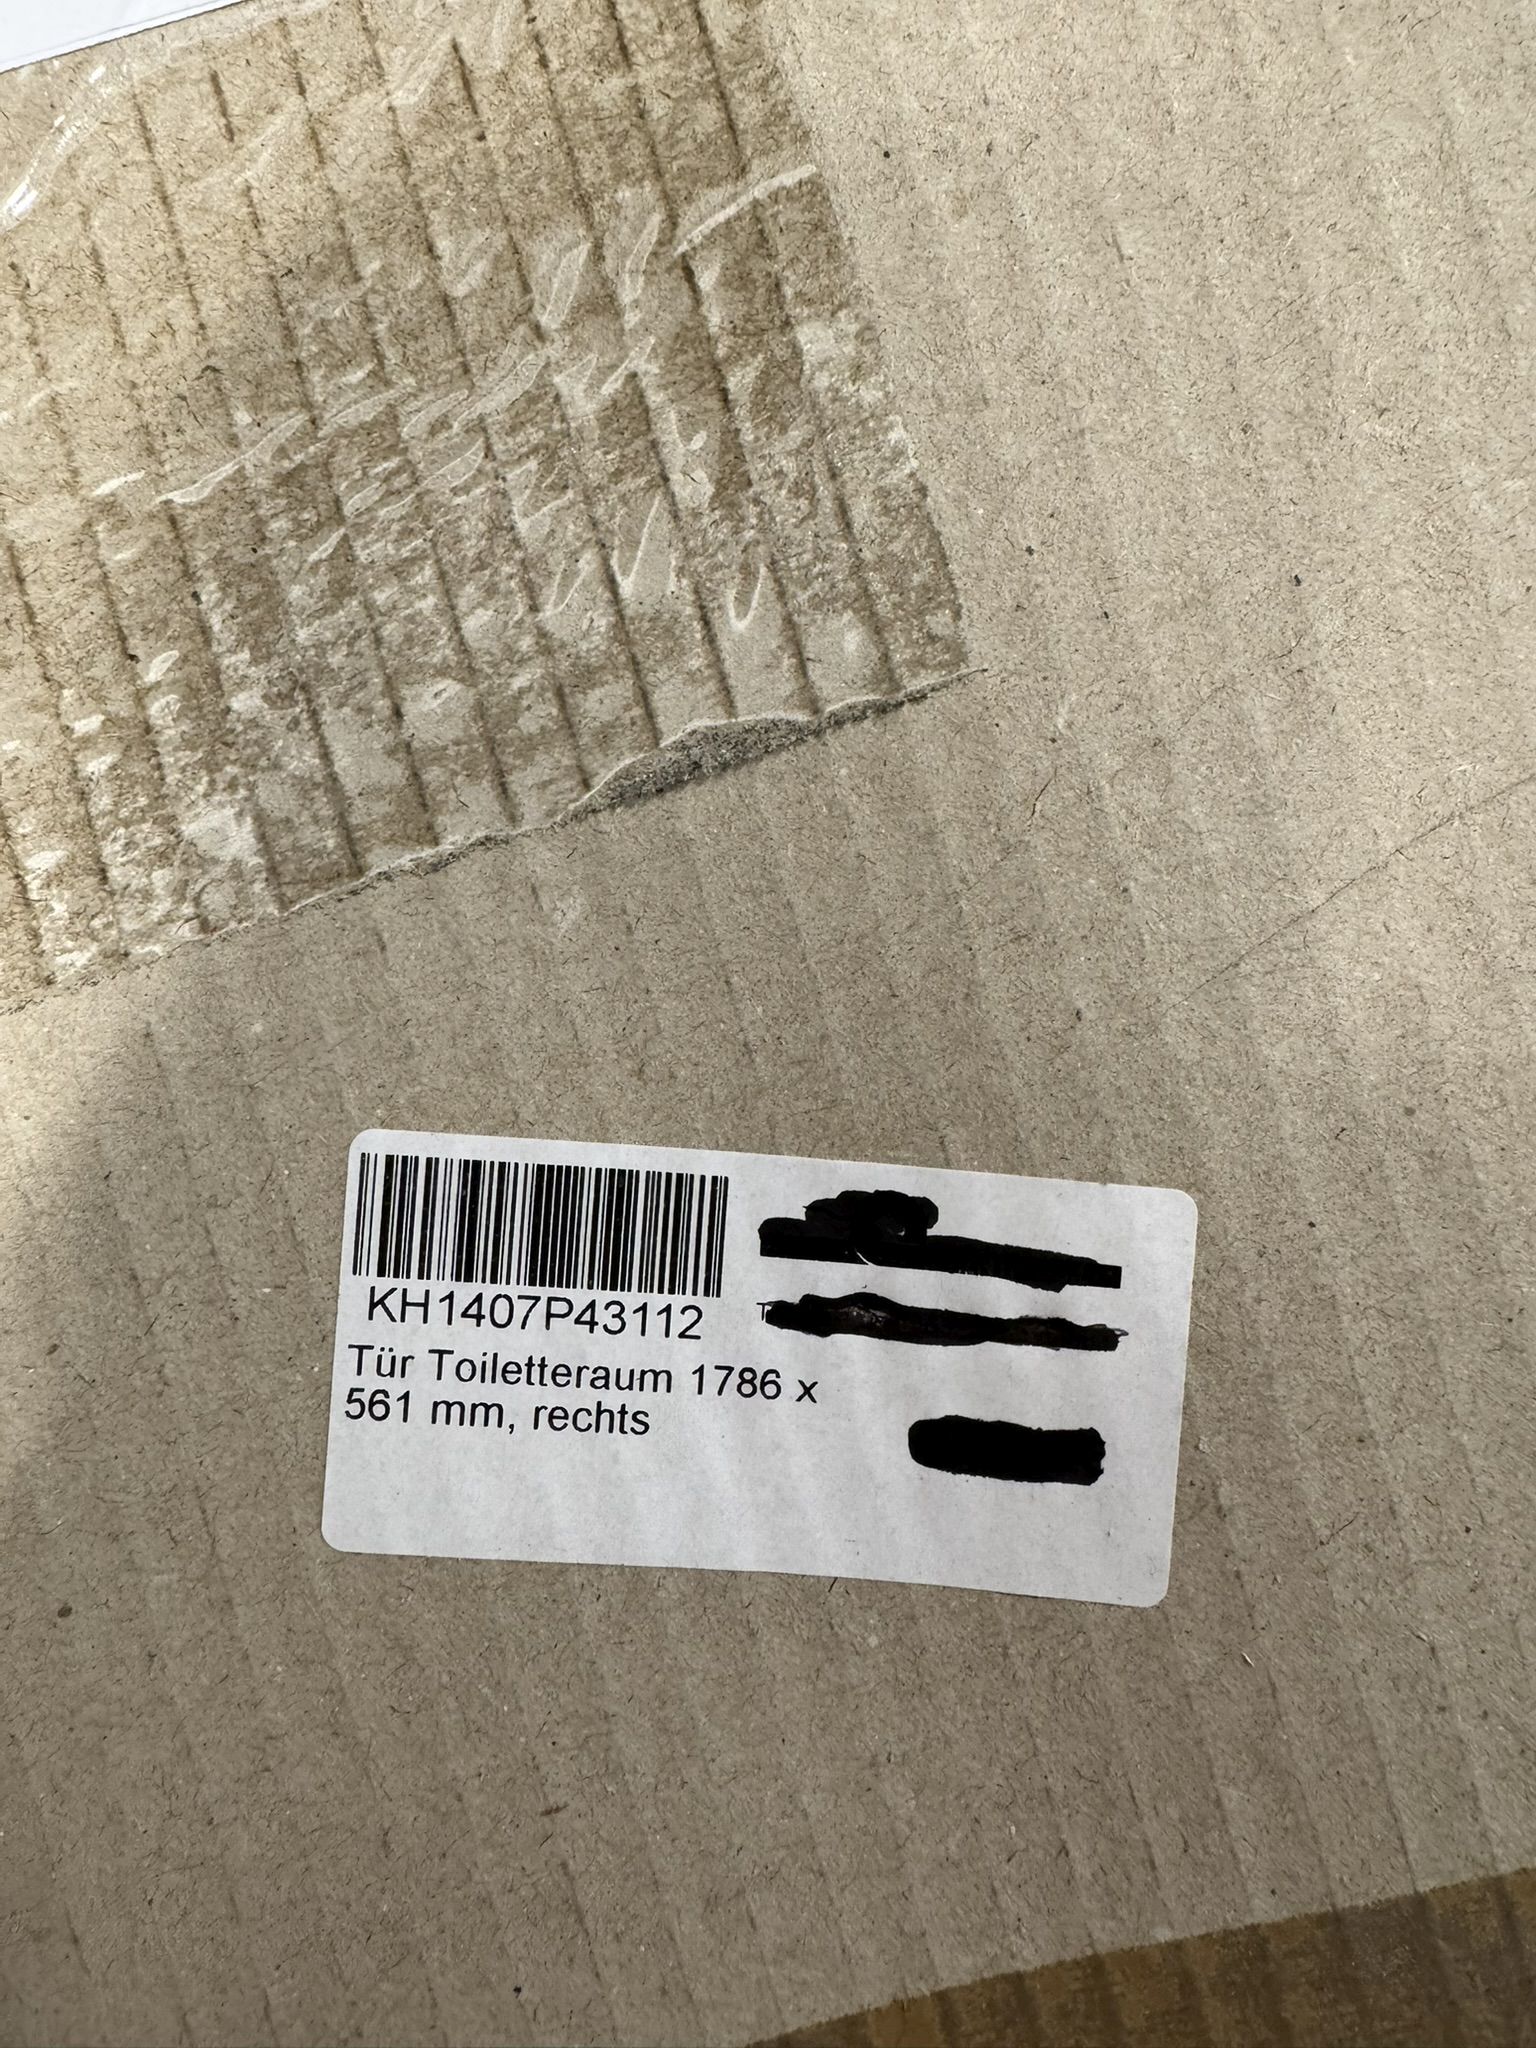 KH1407P43112
Tür Toiletteraum 1786 x
561 mm, rechts